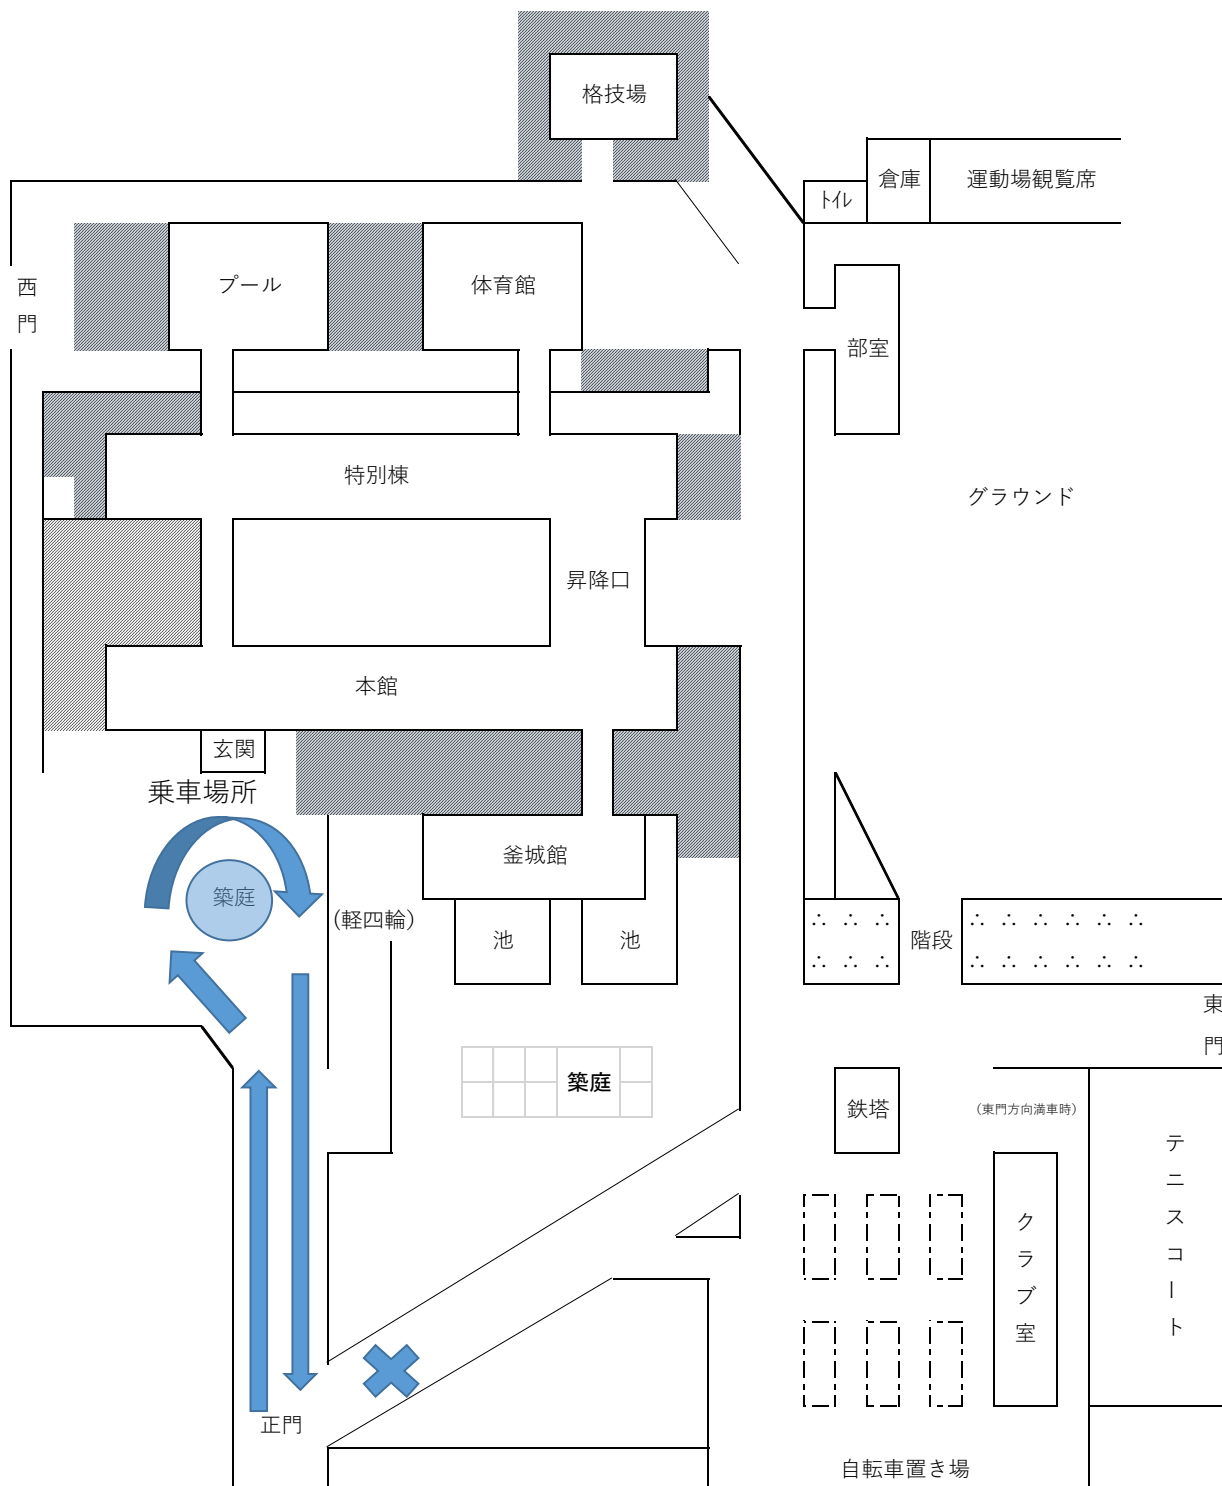 格技場
倉庫
運動場観覧席
ﾄｲﾚ
西門
プール
体育館
部室
特別棟
グラウンド
昇降口
本館
玄関
乗車場所
釜城館
築庭
(軽四輪)
池
池
階段
東門
築庭
鉄塔
(東門方向満車時)
テニスコート
クラブ室
正門
自転車置き場